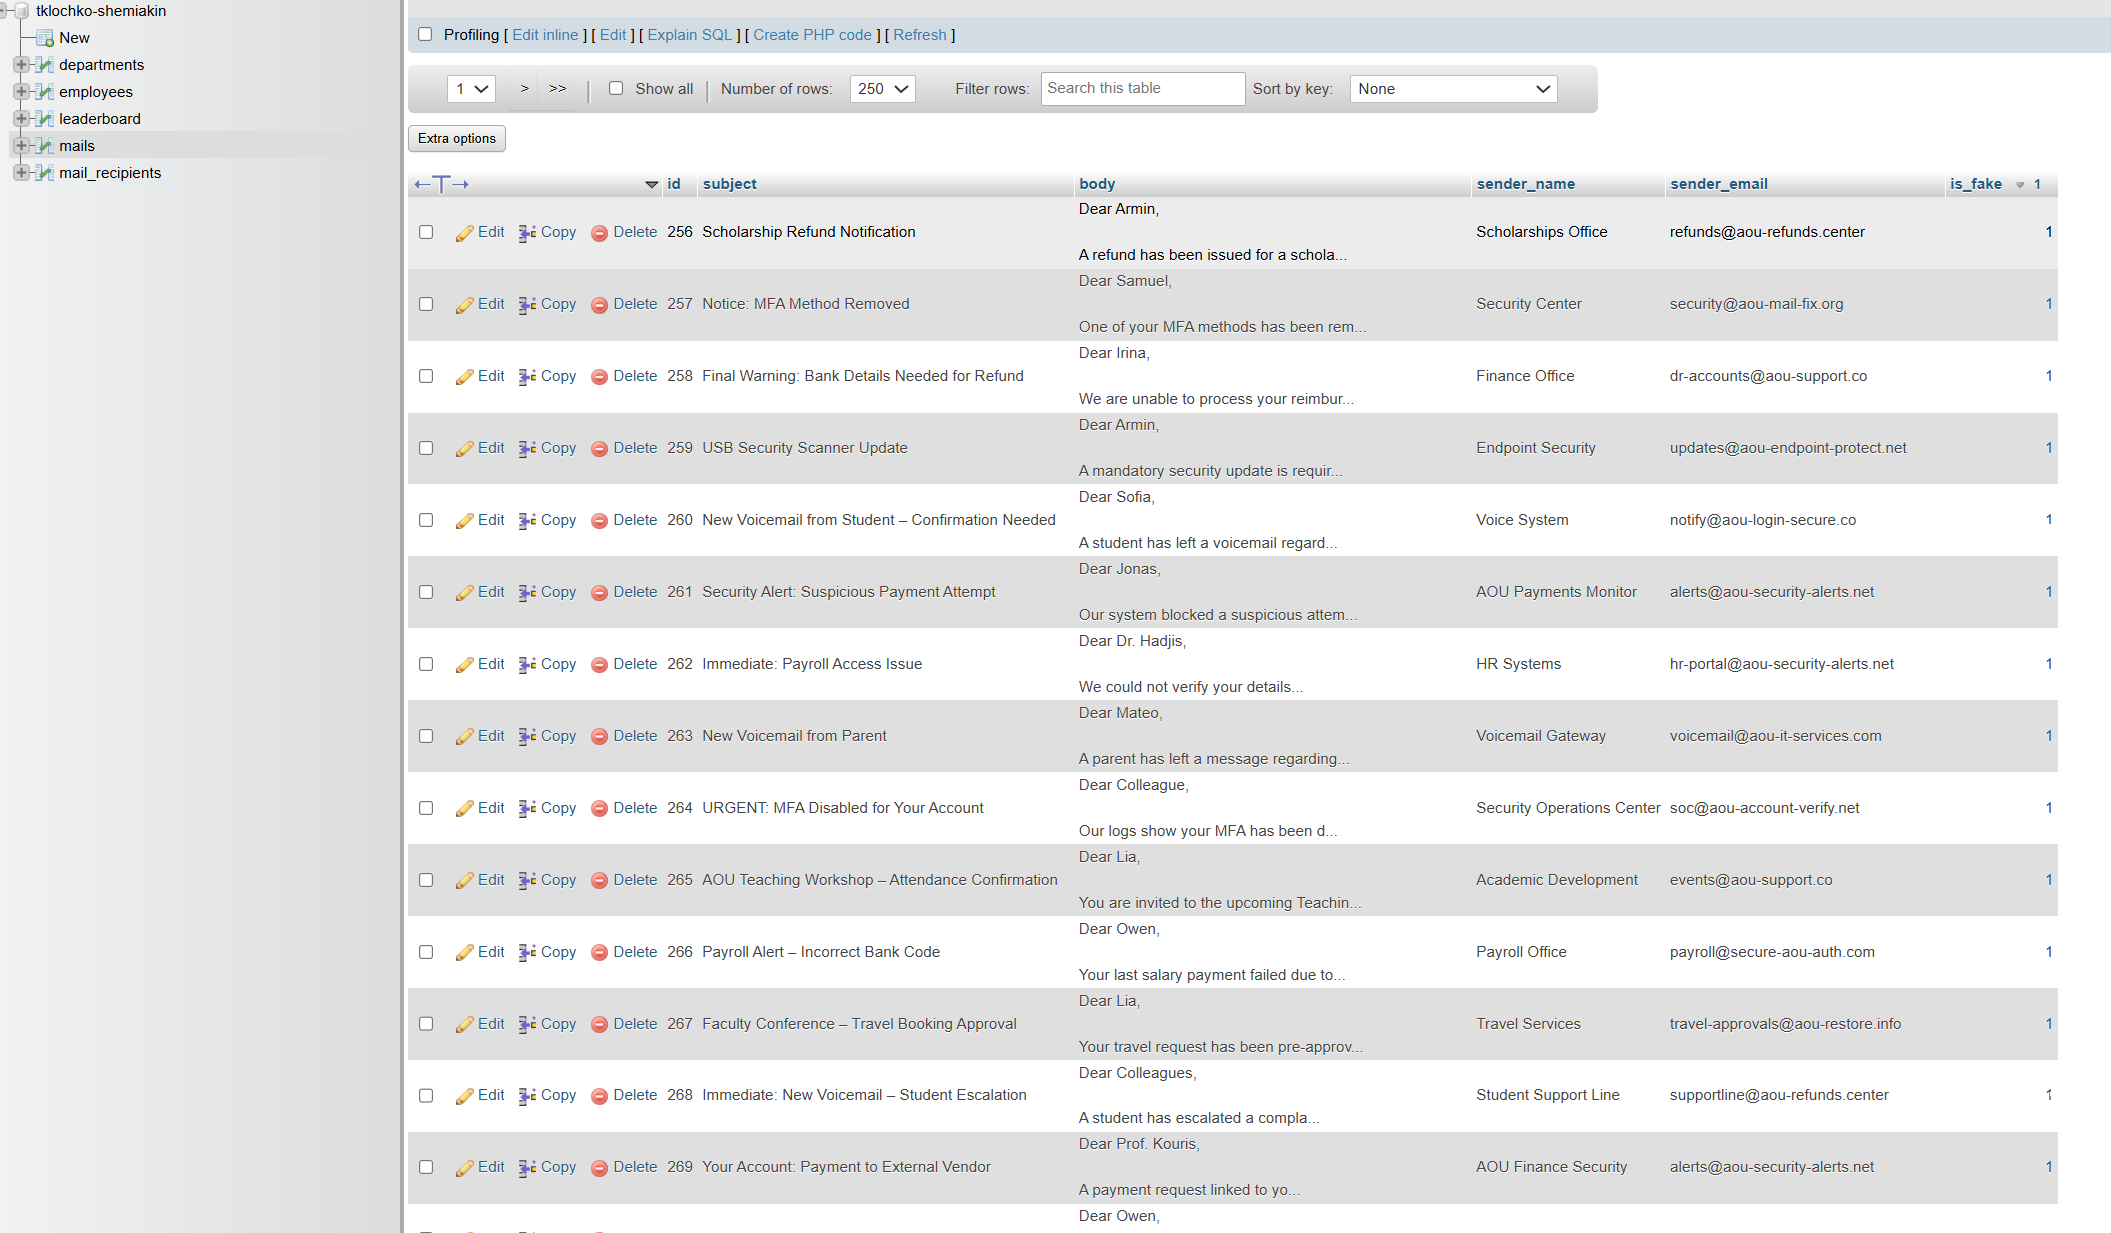 tklochko-shemiakin
New
departments
employees
leaderboard
mails
mail_recipients
Profiling [ Edit inline ] [ Edit ] [ Explain SQL ] [ Create PHP code ] [ Refresh ]
1 > >> | Show all | Number of rows: 250 Filter rows: Search this table Sort by key: None
Extra options
←T→ id subject body sender_name sender_email is_fake 1
Dear Armin,
Edit Copy Delete 256 Scholarship Refund Notification Scholarships Office refunds@aou-refunds.center 1
A refund has been issued for a schola...
Dear Samuel,
Edit Copy Delete 257 Notice: MFA Method Removed Security Center security@aou-mail-fix.org 1
One of your MFA methods has been rem...
Dear Irina,
Edit Copy Delete 258 Final Warning: Bank Details Needed for Refund Finance Office dr-accounts@aou-support.co 1
We are unable to process your reimbur...
Dear Armin,
Edit Copy Delete 259 USB Security Scanner Update Endpoint Security updates@aou-endpoint-protect.net 1
A mandatory security update is requir...
Dear Sofia,
Edit Copy Delete 260 New Voicemail from Student – Confirmation Needed Voice System notify@aou-login-secure.co 1
A student has left a voicemail regard...
Dear Jonas,
Edit Copy Delete 261 Security Alert: Suspicious Payment Attempt AOU Payments Monitor alerts@aou-security-alerts.net 1
Our system blocked a suspicious attem...
Dear Dr. Hadjis,
Edit Copy Delete 262 Immediate: Payroll Access Issue HR Systems hr-portal@aou-security-alerts.net 1
We could not verify your details...
Dear Mateo,
Edit Copy Delete 263 New Voicemail from Parent Voicemail Gateway voicemail@aou-it-services.com 1
A parent has left a message regarding...
Dear Colleague,
Edit Copy Delete 264 URGENT: MFA Disabled for Your Account Security Operations Center soc@aou-account-verify.net 1
Our logs show your MFA has been d...
Dear Lia,
Edit Copy Delete 265 AOU Teaching Workshop – Attendance Confirmation Academic Development events@aou-support.co 1
You are invited to the upcoming Teachin...
Dear Owen,
Edit Copy Delete 266 Payroll Alert – Incorrect Bank Code Payroll Office payroll@secure-aou-auth.com 1
Your last salary payment failed due to...
Dear Lia,
Edit Copy Delete 267 Faculty Conference – Travel Booking Approval Travel Services travel-approvals@aou-restore.info 1
Your travel request has been pre-approv...
Dear Colleagues,
Edit Copy Delete 268 Immediate: New Voicemail – Student Escalation Student Support Line supportline@aou-refunds.center 1
A student has escalated a compla...
Dear Prof. Kouris,
Edit Copy Delete 269 Your Account: Payment to External Vendor AOU Finance Security alerts@aou-security-alerts.net 1
A payment request linked to yo...
Dear Owen,